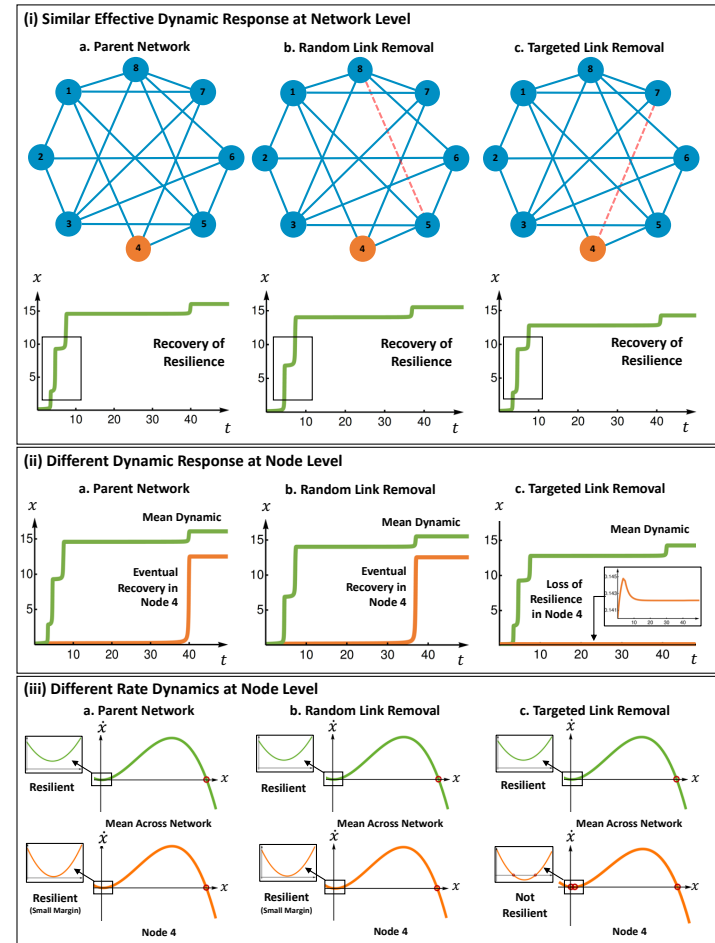 (i) Similar Effective Dynamic Response at Network Level
a. Parent Network
b. Random Link Removal
c. Targeted Link Removal
8
1
7
2
6
3
5
4
8
1
7
2
6
3
5
4
8
1
7
2
6
3
5
4
x
15
10
5
Recovery of
Resilience
10 20 30 40
t
x
15
10
5
Recovery of
Resilience
10 20 30 40
t
x
15
10
5
Recovery of
Resilience
10 20 30 40
t
(ii) Different Dynamic Response at Node Level
a. Parent Network
b. Random Link Removal
c. Targeted Link Removal
x
15
10
5
Mean Dynamic
Eventual
Recovery in
Node 4
10 20 30 40
t
x
15
10
5
Mean Dynamic
Eventual
Recovery in
Node 4
10 20 30 40
t
x
15
10
5
Mean Dynamic
Loss of
Resilience
in Node 4
0.145
0.143
0.141
10 20 30 40 50
10 20 30 40
t
(iii) Different Rate Dynamics at Node Level
a. Parent Network
b. Random Link Removal
c. Targeted Link Removal
ẋ
x
Resilient
Mean Across Network
ẋ
x
Resilient
Mean Across Network
ẋ
x
Resilient
Mean Across Network
ẋ
x
Resilient
(Small Margin)
Node 4
ẋ
x
Resilient
(Small Margin)
Node 4
ẋ
x
Not
Resilient
Node 4